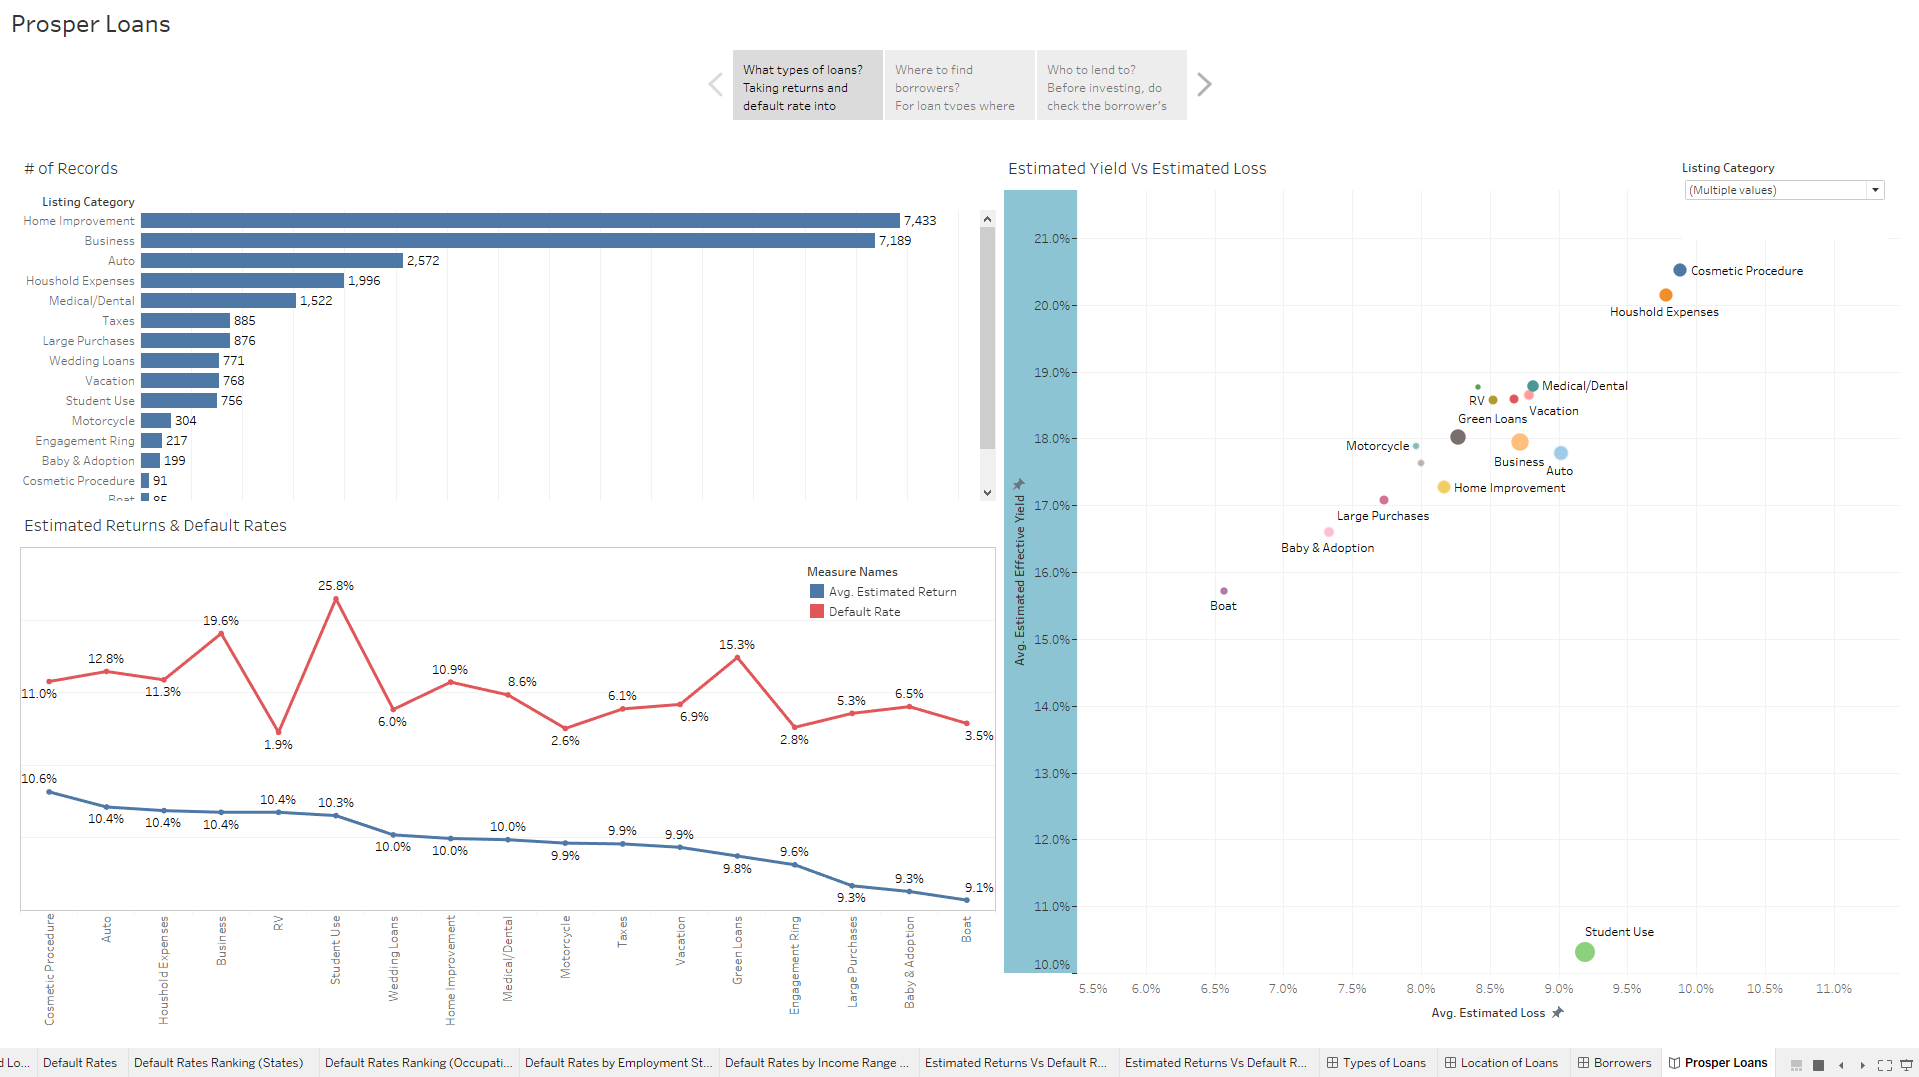 Prosper Loans
What types of loans?
Taking returns and
default rate into
Where to find
borrowers?
For loan types where
Who to lend to?
Before investing, do
check the borrower's
# of Records
Listing Category
Home Improvement 7,433
Business 7,189
Auto 2,572
Houshold Expenses 1,996
Medical/Dental 1,522
Taxes 885
Large Purchases 876
Wedding Loans 771
Vacation 768
Student Use 756
Motorcycle 304
Engagement Ring 217
Baby & Adoption 199
Cosmetic Procedure 91
Boat 85
Estimated Returns & Default Rates
Measure Names
Avg. Estimated Return
Default Rate
11.0%
12.8%
11.3%
19.6%
1.9%
25.8%
6.0%
10.9%
8.6%
2.6%
6.1%
6.9%
15.3%
2.8%
5.3%
6.5%
3.5%
10.6%
10.4%
10.4%
10.4%
10.4%
10.3%
10.0%
10.0%
10.0%
9.9%
9.9%
9.9%
9.8%
9.6%
9.3%
9.3%
9.1%
Cosmetic Procedure
Auto
Houshold Expenses
Business
RV
Student Use
Wedding Loans
Home Improvement
Medical/Dental
Motorcycle
Taxes
Vacation
Green Loans
Engagement Ring
Large Purchases
Baby & Adoption
Boat
Estimated Yield Vs Estimated Loss
Listing Category
(Multiple values)
Avg. Estimated Effective Yield
21.0%
20.0%
19.0%
18.0%
17.0%
16.0%
15.0%
14.0%
13.0%
12.0%
11.0%
10.0%
Cosmetic Procedure
Houshold Expenses
Medical/Dental
RV
Vacation
Green Loans
Motorcycle
Business
Auto
Home Improvement
Large Purchases
Baby & Adoption
Boat
Student Use
5.5% 6.0% 6.5% 7.0% 7.5% 8.0% 8.5% 9.0% 9.5% 10.0% 10.5% 11.0%
Avg. Estimated Loss
d Lo... Default Rates Default Rates Ranking (States) Default Rates Ranking (Occupati... Default Rates by Employment St... Default Rates by Income Range ... Estimated Returns Vs Default R... Estimated Returns Vs Default R... Types of Loans Location of Loans Borrowers Prosper Loans